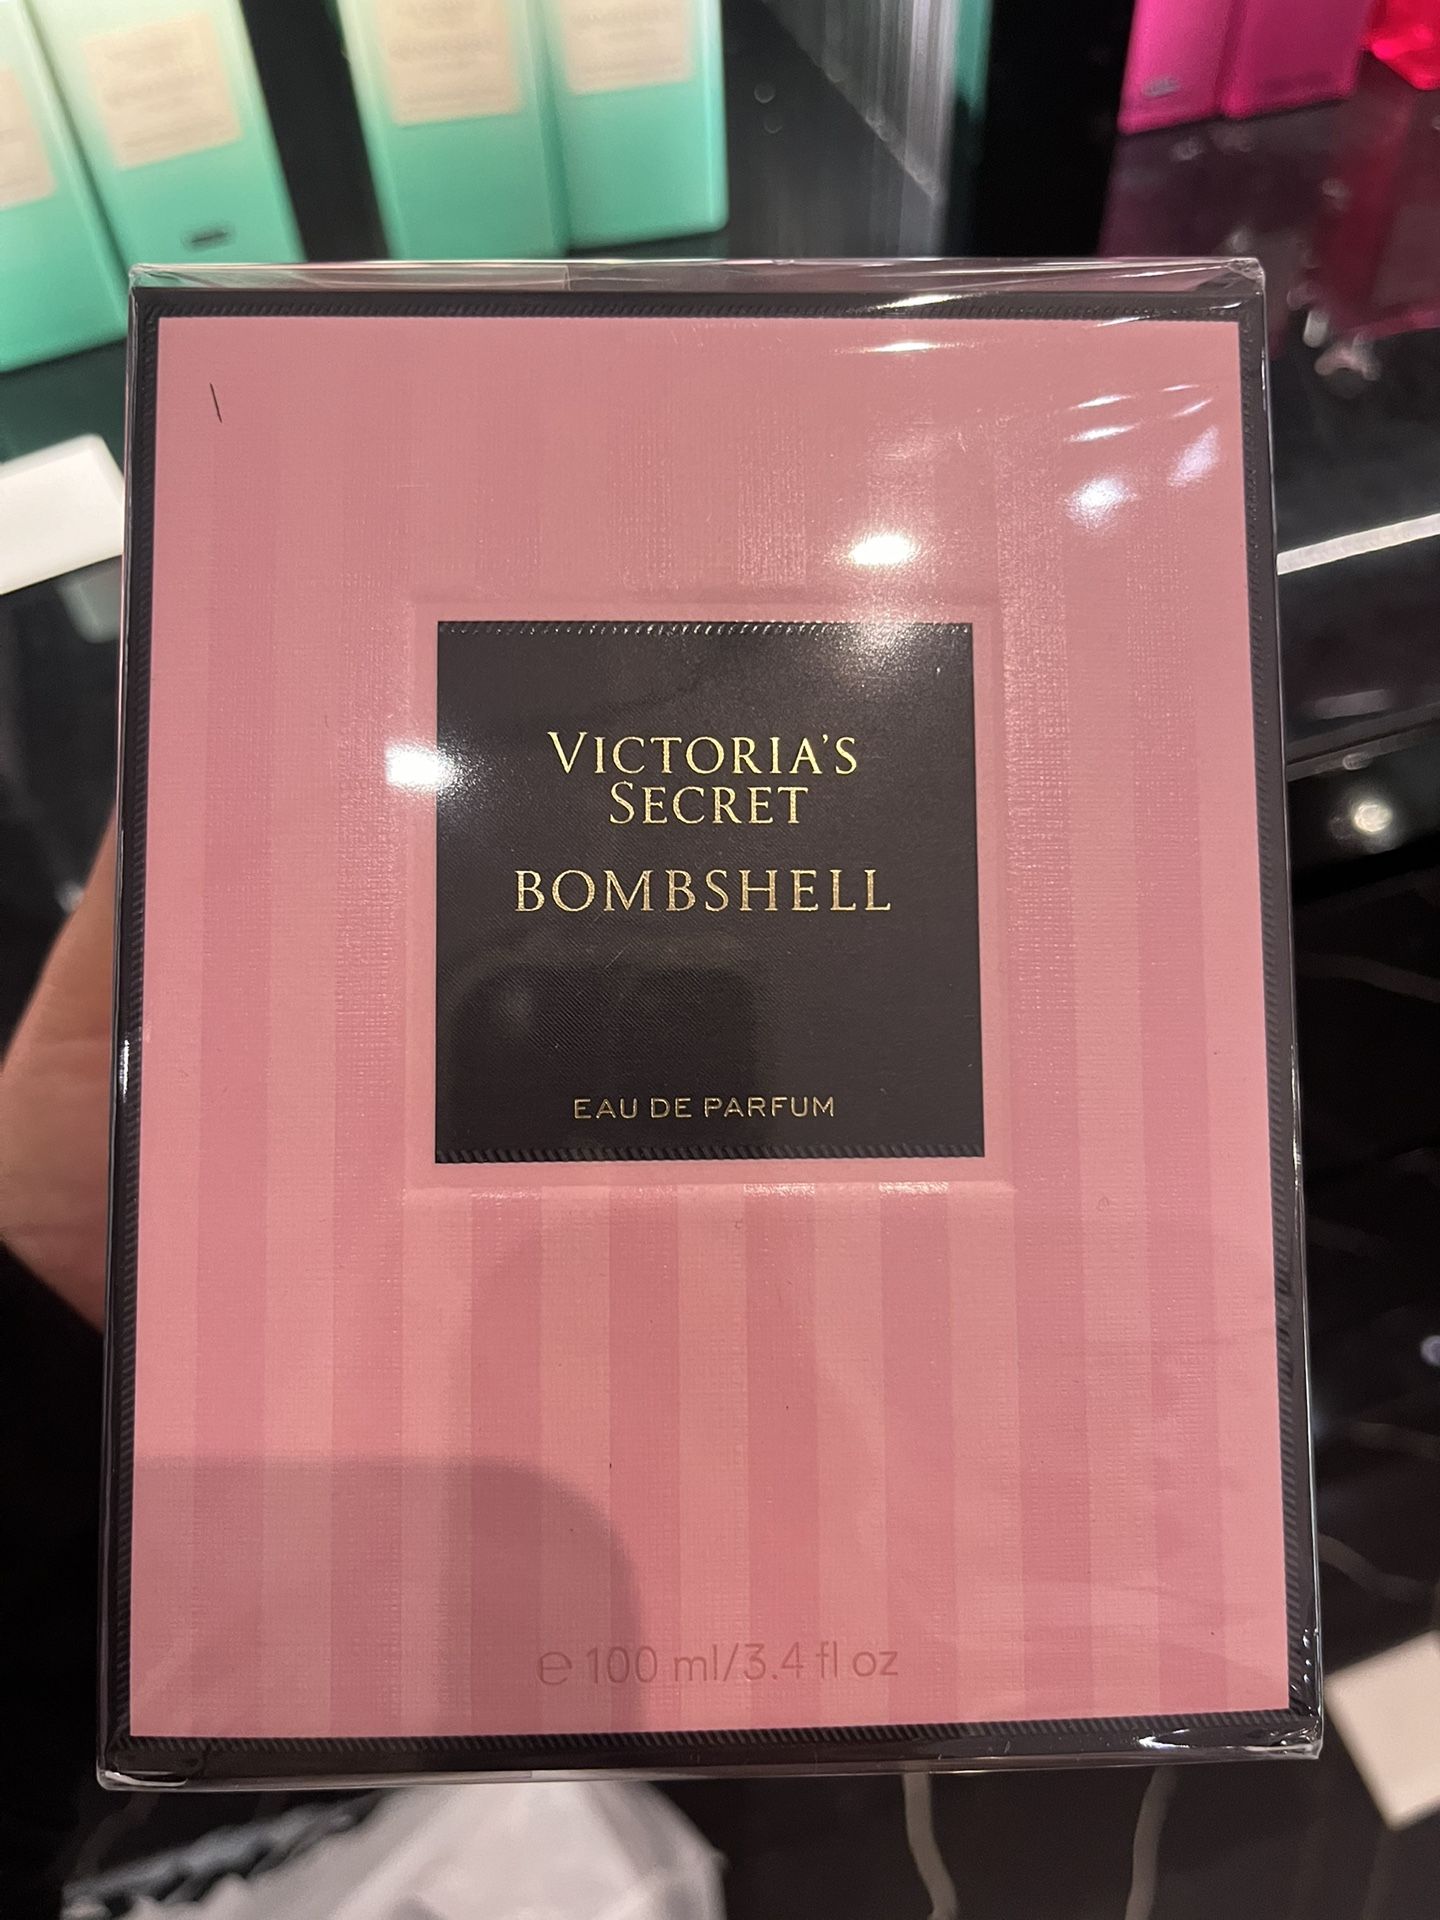 VICTORIA'S
SECRET
BOMBSHELL
EAU DE PARFUM
℮ 100 ml/3.4 fl oz